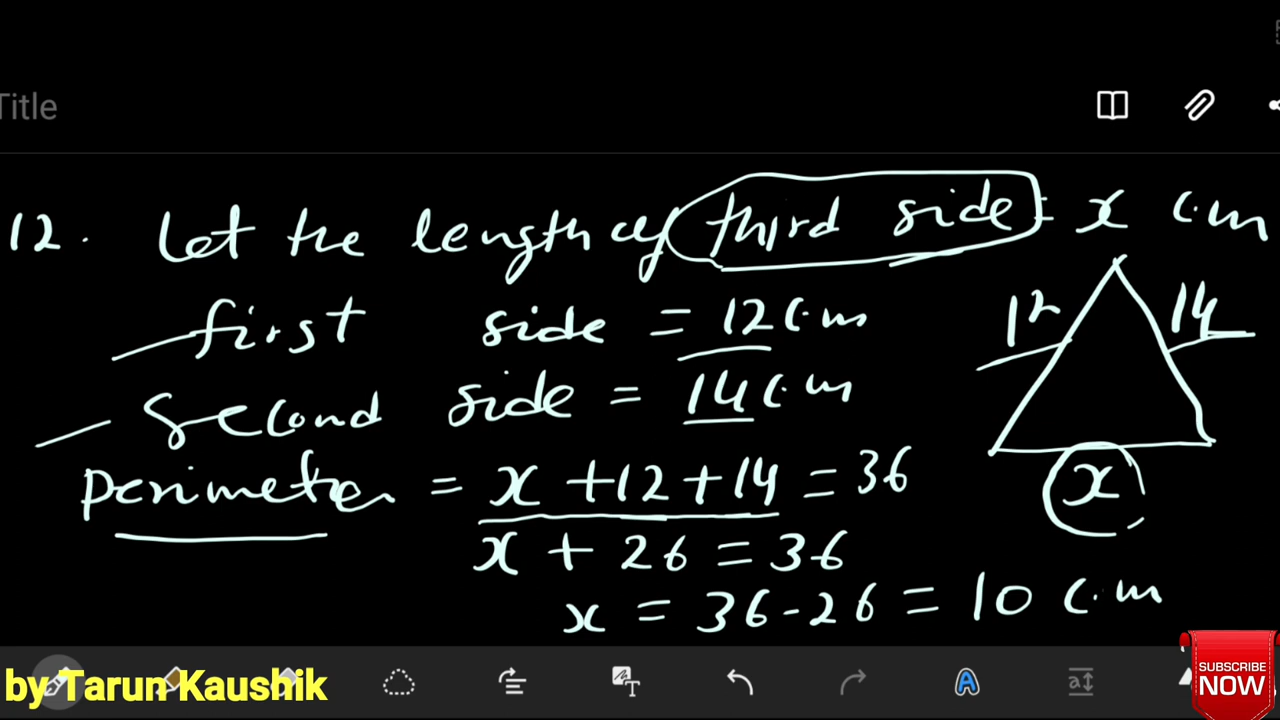 Title
12. Let the length of third side = x c.m
first side = 12 c.m
12
14
Second side = 14 c.m
perimeter = x + 12 + 14 = 36
x
x + 26 = 36
x = 36 - 26 = 10 c.m
by Tarun Kaushik
T
A
SUBSCRIBE
NOW